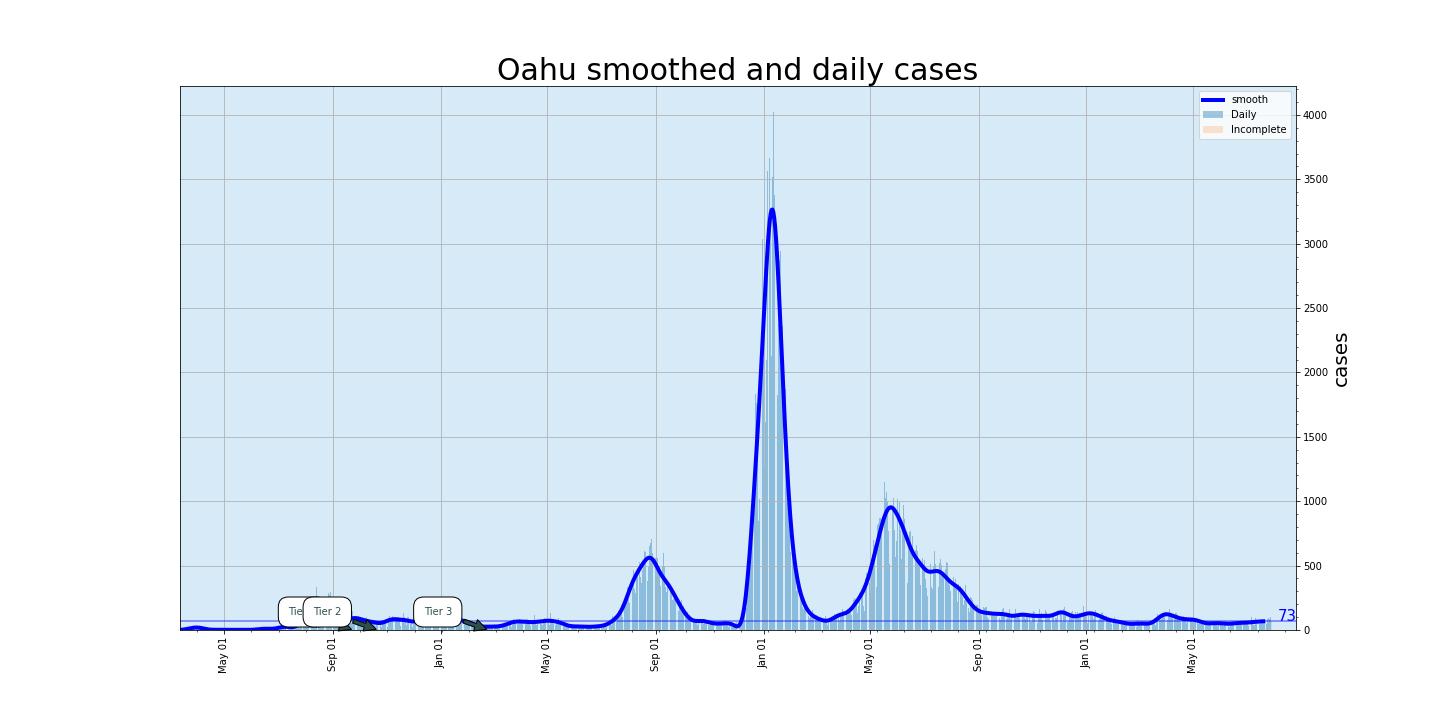 Oahu smoothed and daily cases
smooth
Daily
Incomplete
4000
3500
3000
2500
2000
1500
1000
500
0
cases
Tier 2
Tier 3
73
May 01
Sep 01
Jan 01
May 01
Sep 01
Jan 01
May 01
Sep 01
Jan 01
May 01